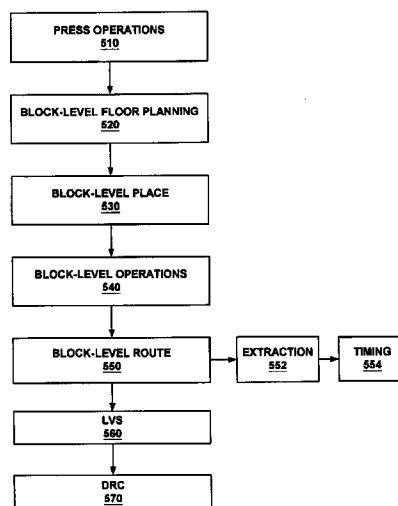 PRESS OPERATIONS
510
BLOCK-LEVEL FLOOR PLANNING
520
BLOCK-LEVEL PLACE
530
BLOCK-LEVEL OPERATIONS
540
BLOCK-LEVEL ROUTE
550
EXTRACTION
552
TIMING
554
LVS
560
DRC
570